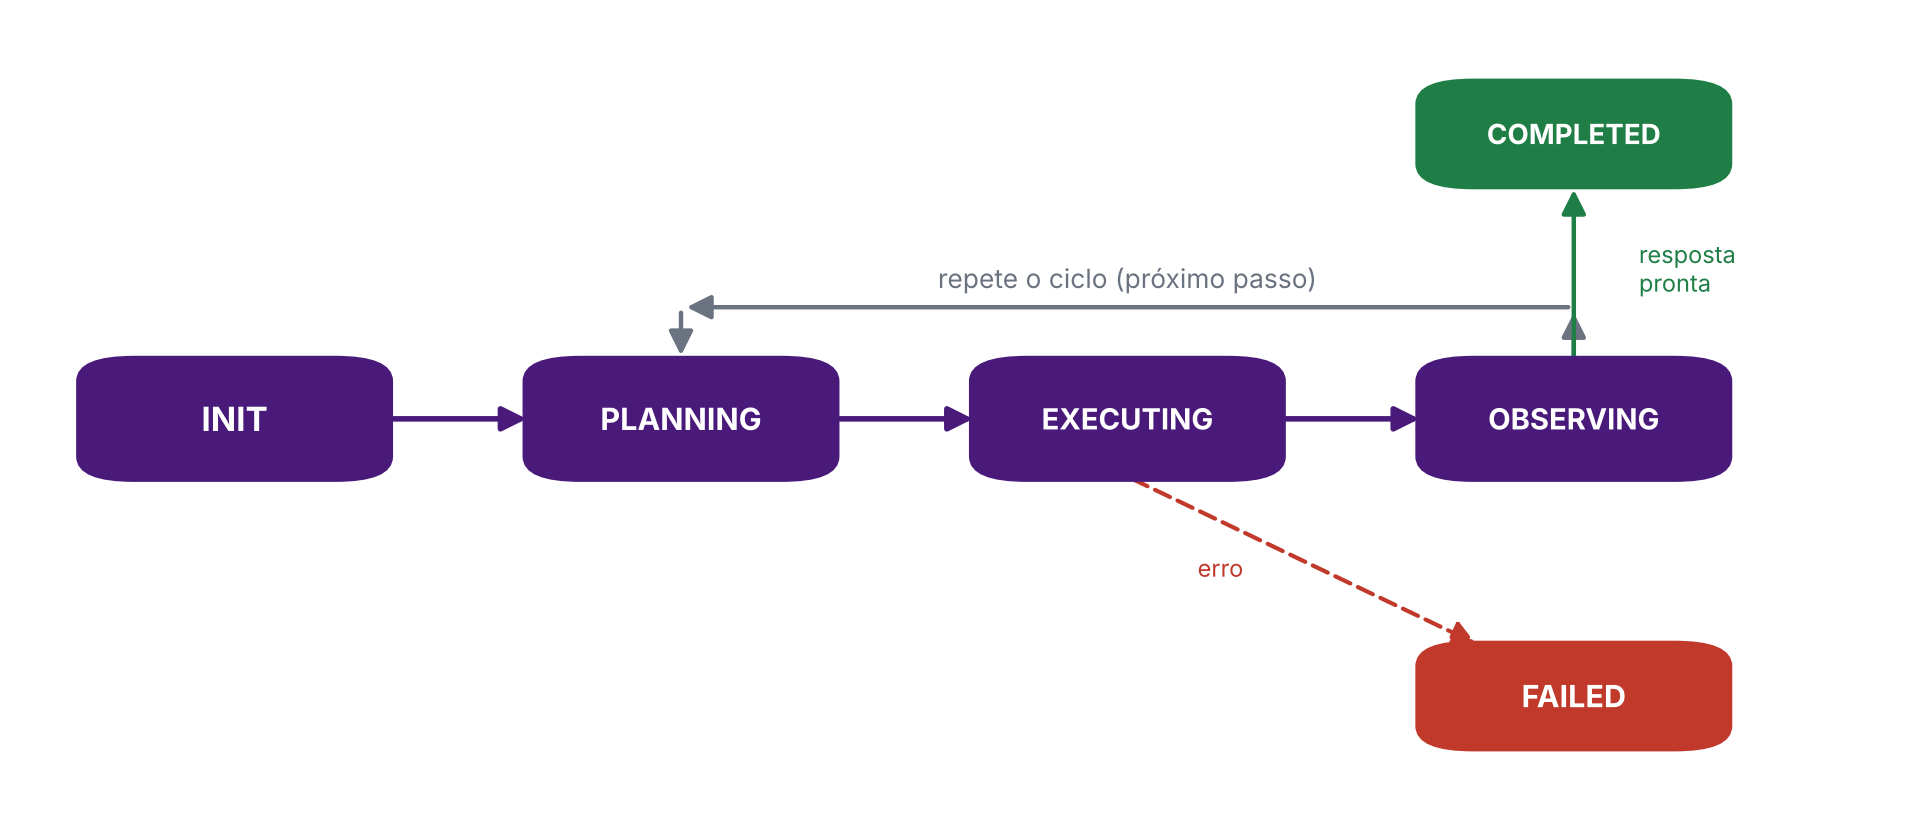 COMPLETED
resposta
pronta
repete o ciclo (próximo passo)
INIT
PLANNING
EXECUTING
OBSERVING
erro
FAILED